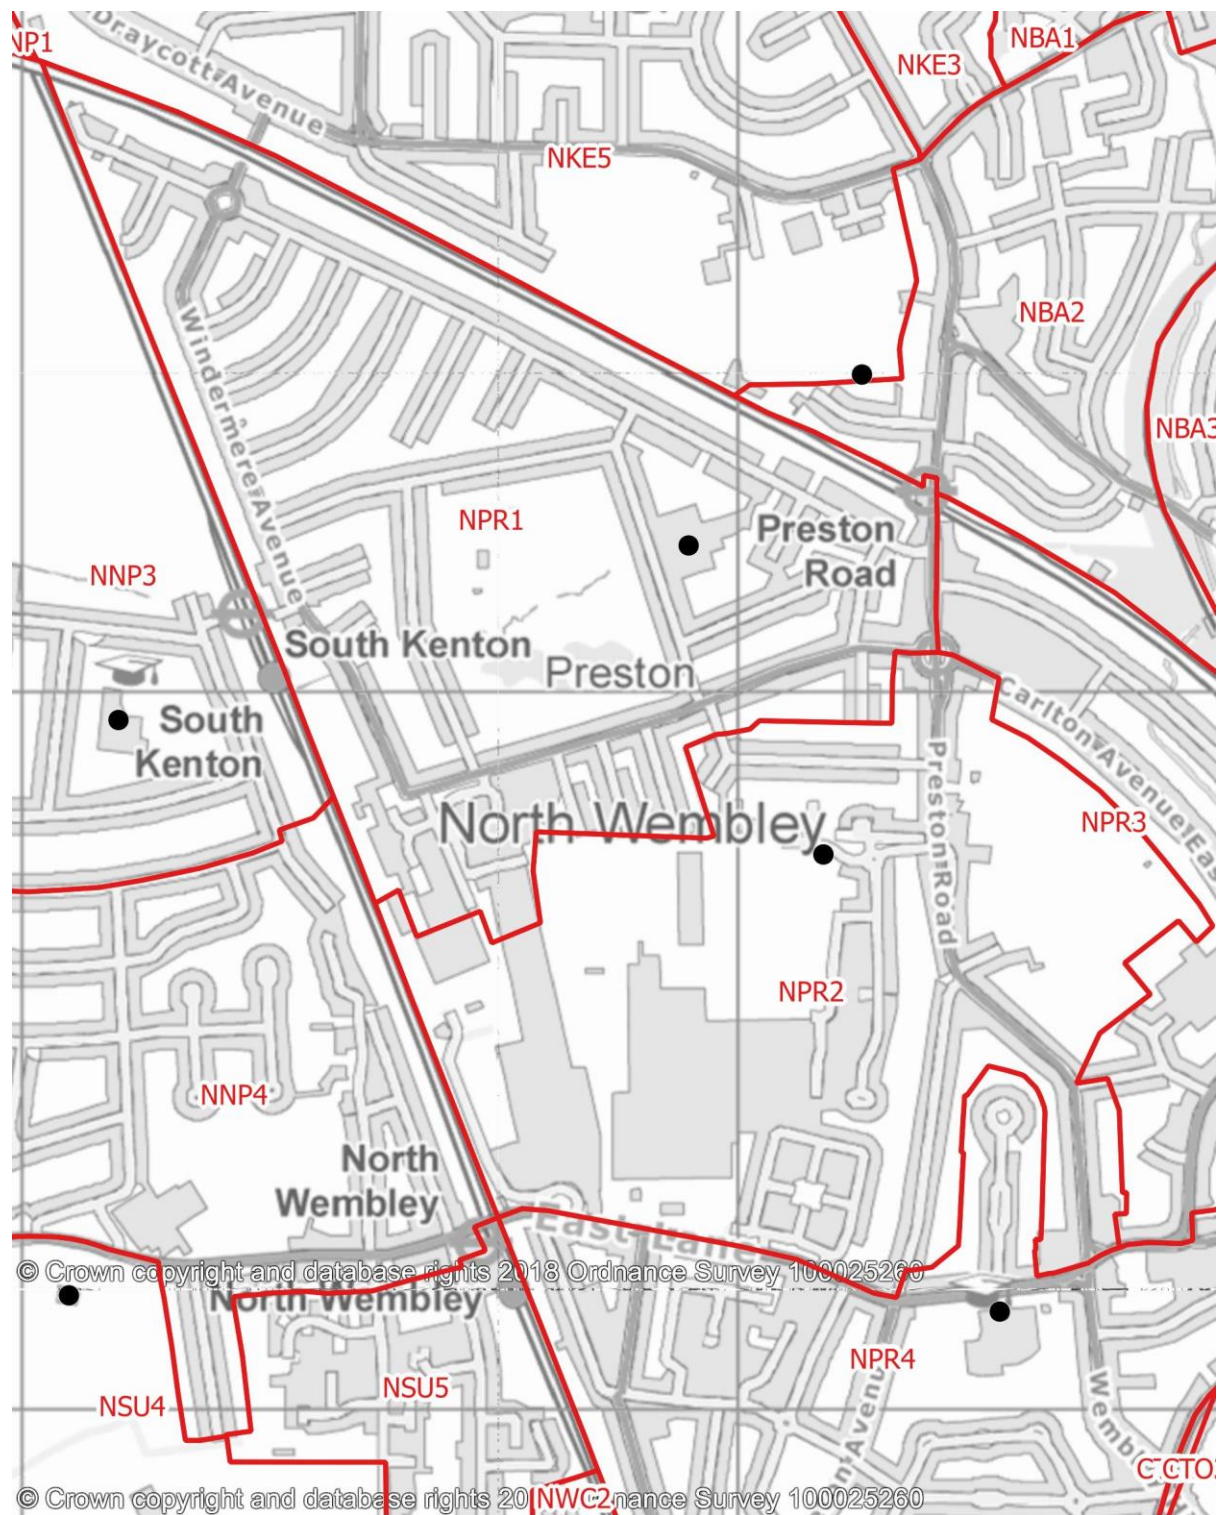 NP1
Draycott Avenue
NBA1
NKE3
NKE5
NBA2
Windermere Avenue
NBA3
NPR1
Preston
Road
NNP3
South Kenton
Preston
South
Kenton
Carlton Avenue East
Preston Road
North Wembley
NPR3
NPR2
NNP4
North
Wembley
East Lane
© Crown copyright and database rights 2018 Ordnance Survey 100025260
North Wembley
NPR4
NSU5
NSU4
Avenu
CTO
NWC2
© Crown copyright and database rights 20 nance Survey 100025260